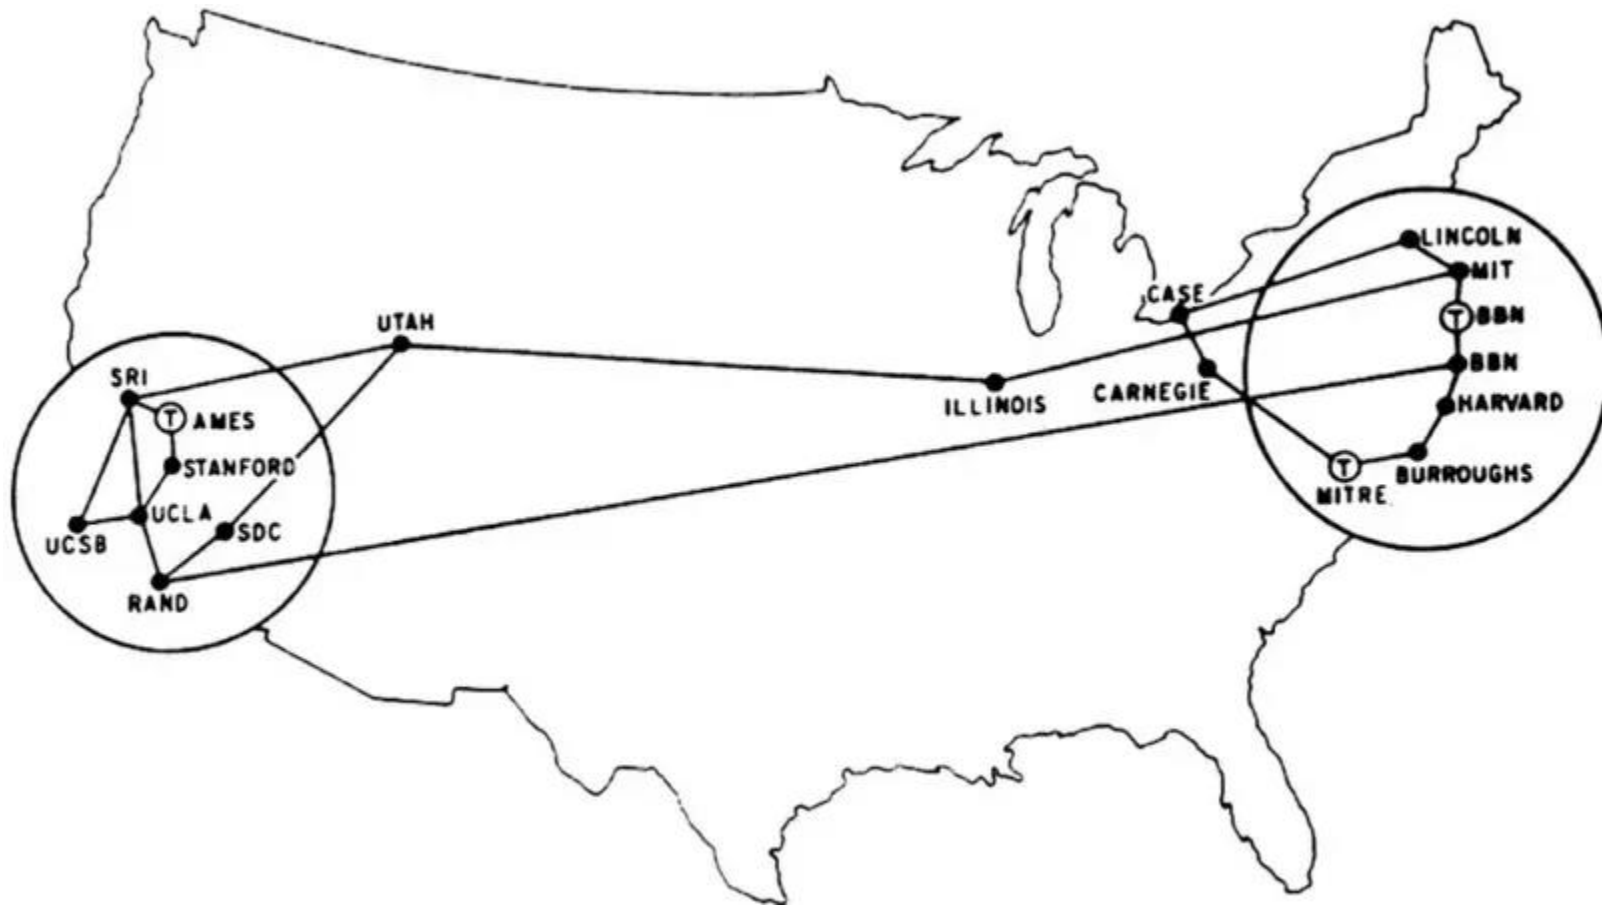 LINCOLN
MIT
CASE
T BBN
UTAH
BBN
SRI
CARNEGIE
ILLINOIS
HARVARD
T AMES
STANFORD
T
BURROUGHS
MITRE
UCLA
SDC
UCSB
RAND